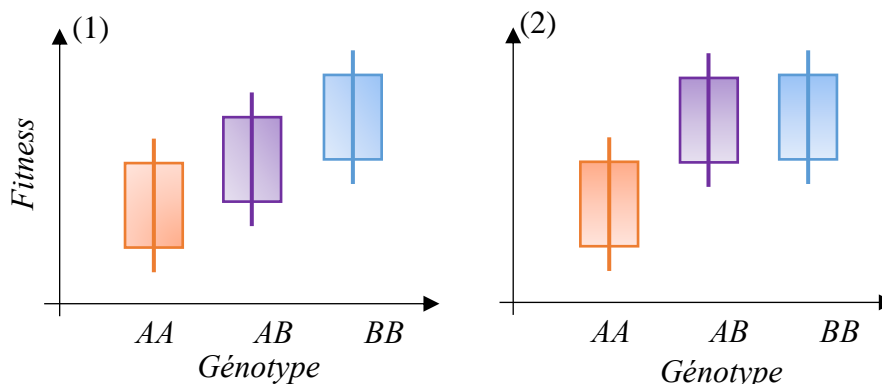 (1)
Fitness
AA AB BB
Génotype
(2)
AA AB BB
Génotype